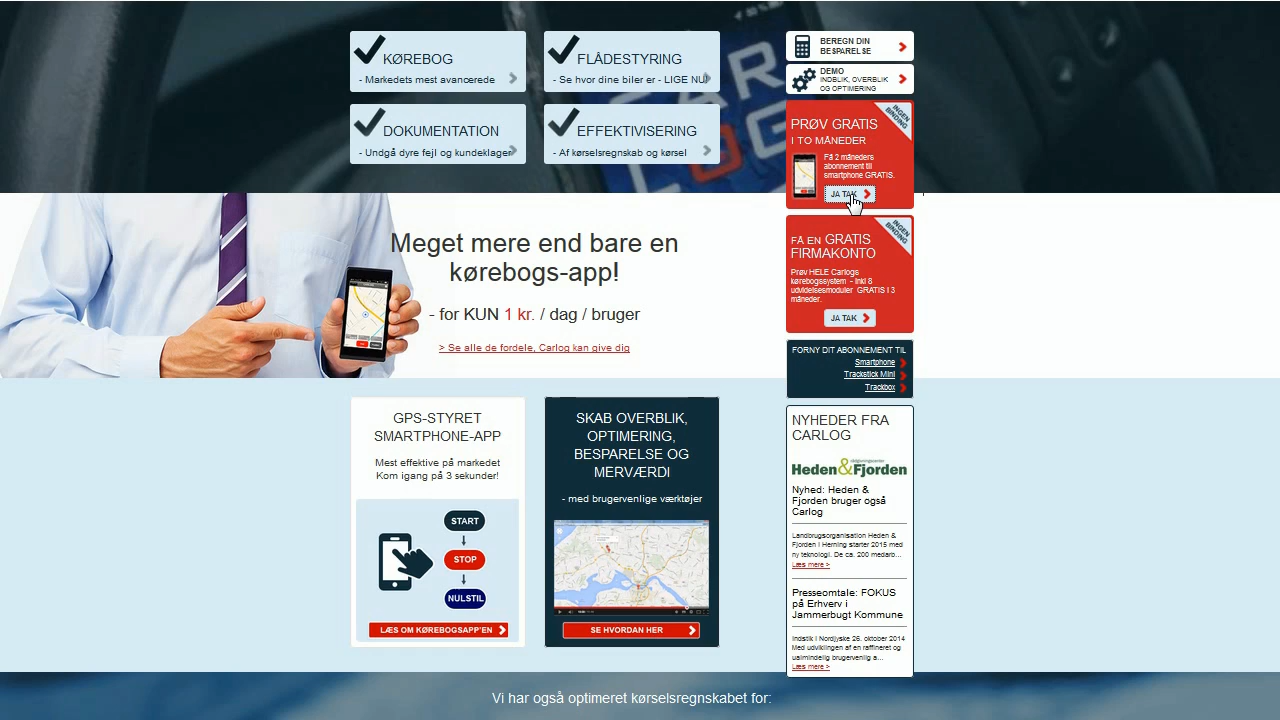 KØREBOG
- Markedets mest avancerede
FLÅDESTYRING
- Se hvor dine biler er - LIGE NU!
DOKUMENTATION
- Undgå dyre fejl og kundeklager
EFFEKTIVISERING
- Af kørselsregnskab og kørsel
BEREGN DIN
BESPARELSE
DEMO
INDBLIK, OVERBLIK
OG OPTIMERING
INGEN
BINDING
PRØV GRATIS
I TO MÅNEDER
Få 2 måneders
abonnement til
smartphone GRATIS.
JA TAK
INGEN
BINDING
FÅ EN GRATIS
FIRMAKONTO
Prøv HELE Carlogs
kørebogssystem - inkl 8
udvidelsesmoduler GRATIS i 3
måneder.
JA TAK
Meget mere end bare en
kørebogs-app!
- for KUN 1 kr. / dag / bruger
> Se alle de fordele, Carlog kan give dig
FORNY DIT ABONNEMENT TIL
Smartphone
Trackstick Mini
Trackbox
GPS-STYRET
SMARTPHONE-APP
Mest effektive på markedet
Kom igang på 3 sekunder!
START
STOP
NULSTIL
LÆS OM KØREBOGSAPP'EN
SKAB OVERBLIK,
OPTIMERING,
BESPARELSE OG
MERVÆRDI
- med brugervenlige værktøjer
SE HVORDAN HER
NYHEDER FRA
CARLOG
Heden&Fjorden
Nyhed: Heden &
Fjorden bruger også
Carlog
Landbrugsorganisation Heden &
Fjorden i Herning starter 2015 med
ny teknologi. De ca. 200 medarb...
Læs mere >
Presseomtale: FOKUS
på Erhverv i
Jammerbugt Kommune
Indstik i Nordjyske 26. oktober 2014
Med udviklingen af en raffineret og
ualmindelig brugervenlig a...
Læs mere >
Vi har også optimeret kørselsregnskabet for: